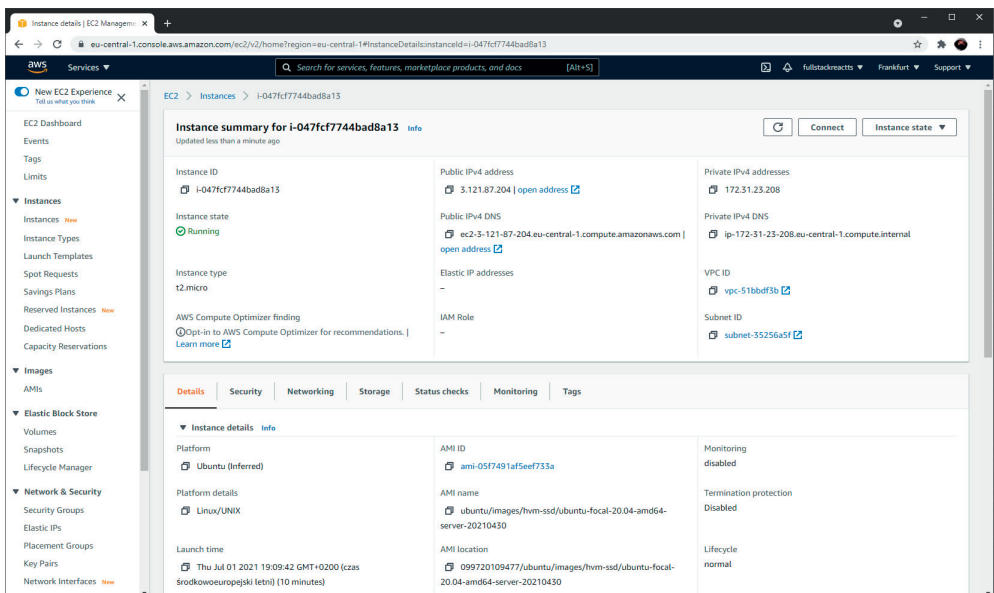 Instance details | EC2 Manageme
eu-central-1.console.aws.amazon.com/ec2/v2/home?region=eu-central-1#InstanceDetails:instanceId=i-047fcf7744bad8a13
aws
Services ▼
Search for services, features, marketplace products, and docs
[Alt+S]
fullstackreactts ▼
Frankfurt ▼
Support ▼
New EC2 Experience
Tell us what you think
EC2 Dashboard
Events
Tags
Limits
▼ Instances
Instances New
Instance Types
Launch Templates
Spot Requests
Savings Plans
Reserved Instances New
Dedicated Hosts
Capacity Reservations
▼ Images
AMIs
▼ Elastic Block Store
Volumes
Snapshots
Lifecycle Manager
▼ Network & Security
Security Groups
Elastic IPs
Placement Groups
Key Pairs
Network Interfaces New
EC2 > Instances > i-047fcf7744bad8a13
Instance summary for i-047fcf7744bad8a13 Info
Updated less than a minute ago
Connect
Instance state ▼
Instance ID
i-047fcf7744bad8a13
Public IPv4 address
3.121.87.204 | open address
Private IPv4 addresses
172.31.23.208
Instance state
Running
Public IPv4 DNS
ec2-3-121-87-204.eu-central-1.compute.amazonaws.com |
open address
Private IPv4 DNS
ip-172-31-23-208.eu-central-1.compute.internal
Instance type
t2.micro
Elastic IP addresses
–
VPC ID
vpc-51bbdf3b
AWS Compute Optimizer finding
Opt-in to AWS Compute Optimizer for recommendations. |
Learn more
IAM Role
–
Subnet ID
subnet-35256a5f
Details
Security
Networking
Storage
Status checks
Monitoring
Tags
▼ Instance details Info
Platform
Ubuntu (Inferred)
AMI ID
ami-05f7491af5eef733a
Monitoring
disabled
Platform details
Linux/UNIX
AMI name
ubuntu/images/hvm-ssd/ubuntu-focal-20.04-amd64-
server-20210430
Termination protection
Disabled
Launch time
Thu Jul 01 2021 19:09:42 GMT+0200 (czas
środkowoeuropejski letni) (10 minutes)
AMI location
099720109477/ubuntu/images/hvm-ssd/ubuntu-focal-
20.04-amd64-server-20210430
Lifecycle
normal